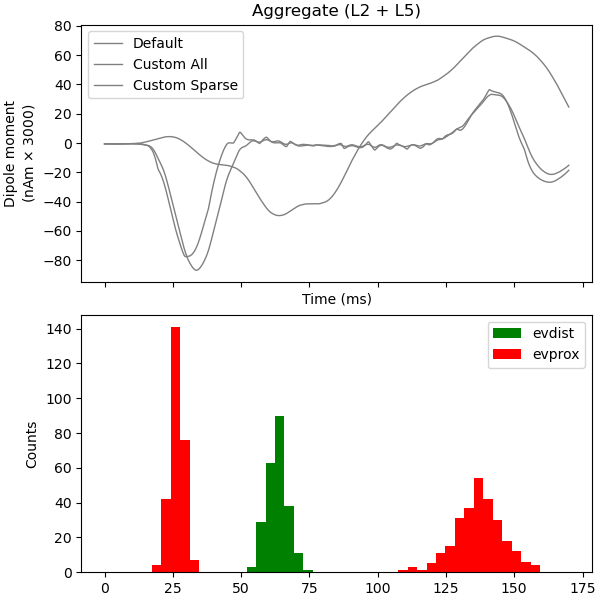 Aggregate (L2 + L5)
Dipole moment
(nAm × 3000)
80
60
40
20
0
−20
−40
−60
−80
Default
Custom All
Custom Sparse
Time (ms)
Counts
140
120
100
80
60
40
20
0
evdist
evprox
0 25 50 75 100 125 150 175